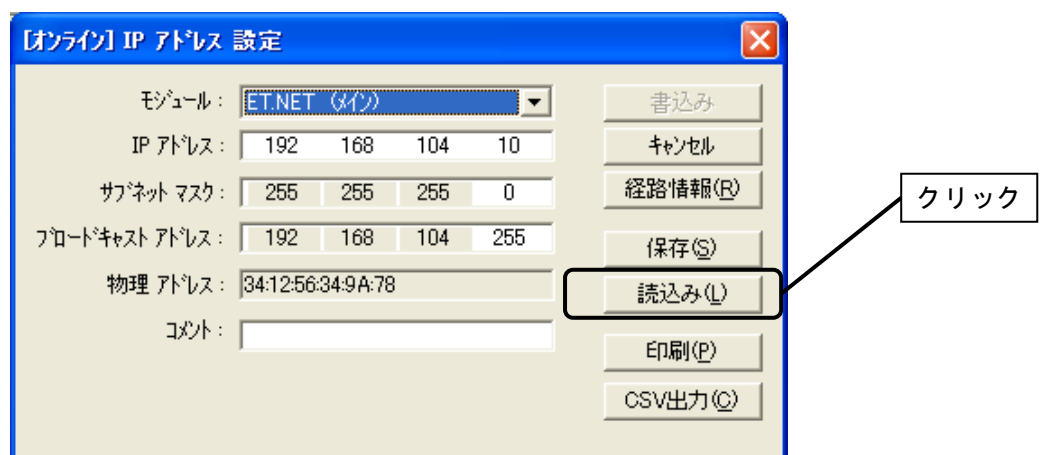 [オンライン] IP アドレス 設定
モジュール : ET.NET (メイン)
書込み
IP アドレス : 192 168 104 10
キャンセル
サブネット マスク : 255 255 255 0
経路情報(R)
クリック
ブロードキャスト アドレス : 192 168 104 255
保存(S)
物理 アドレス : 34:12:56:34:9A:78
読込み(L)
コメント :
印刷(P)
CSV出力(C)